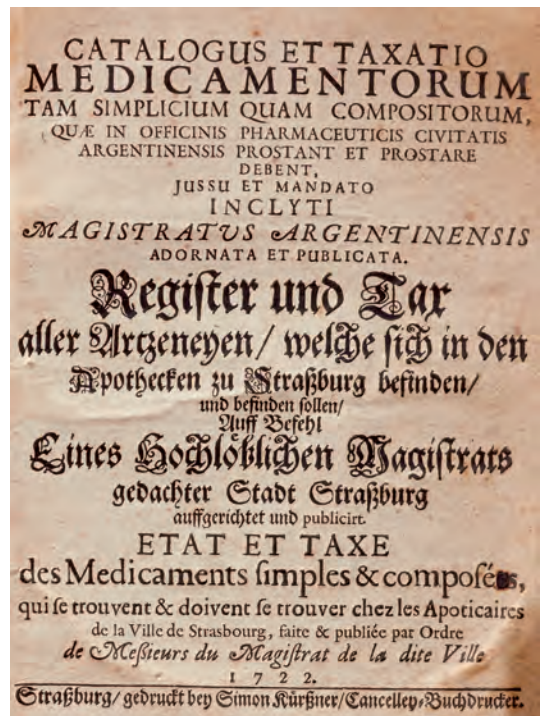 CATALOGUS ET TAXATIO
MEDICAMENTORUM
TAM SIMPLICIUM QUAM COMPOSITORUM,
QUÆ IN OFFICINIS PHARMACEUTICIS CIVITATIS
ARGENTINENSIS PROSTANT ET PROSTARE
DEBENT,
JUSSU ET MANDATO
INCLYTI
MAGISTRATUS ARGENTINENSIS
ADORNATA ET PUBLICATA.
Regiſter und Tax
aller Artzeneyen/ welche ſich in den
Apothecken zu Straßburg befinden/
und befinden ſollen/
Auff Befehl
Eines Hochlöblichen Magiſtrats
gedachter Stadt Straßburg
auffgerichtet und publicirt.
ETAT ET TAXE
des Medicaments ſimples & compoſées,
qui ſe trouvent & doivent ſe trouver chez les Apoticaires
de la Ville de Strasbourg, faite & publiée par Ordre
de Meßieurs du Magiſtrat de la dite Ville
1722.
Straßburg/ gedruckt bey Simon Kürßner/Cancelley-Buchdrucker.